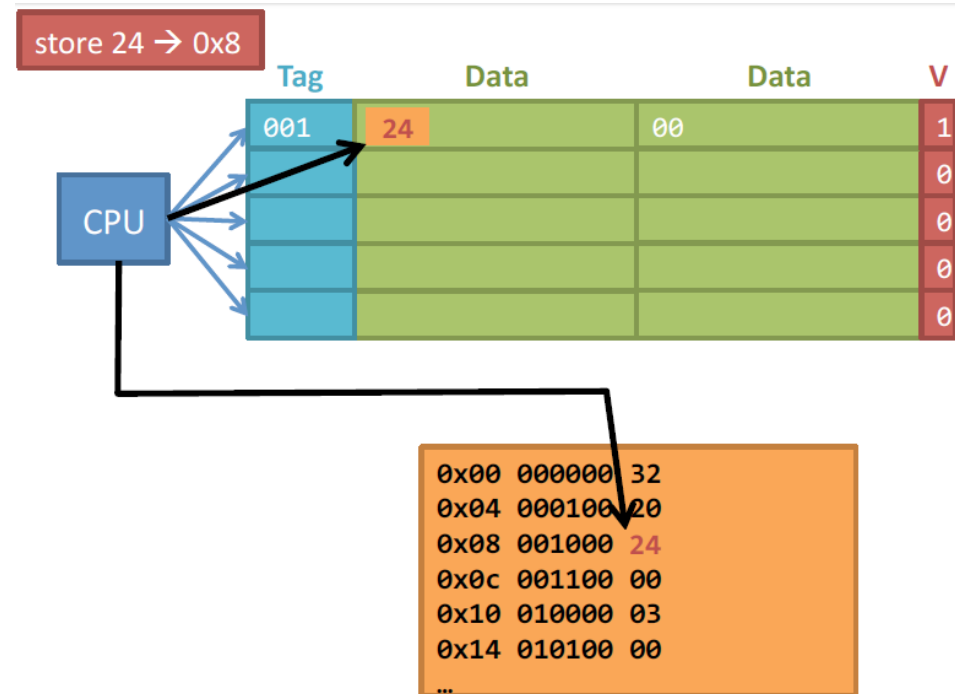 store 24 → 0x8
Tag Data Data V
001 24 00 1
0
CPU 0
0
0
0x00 000000 32
0x04 000100 20
0x08 001000 24
0x0c 001100 00
0x10 010000 03
0x14 010100 00
…